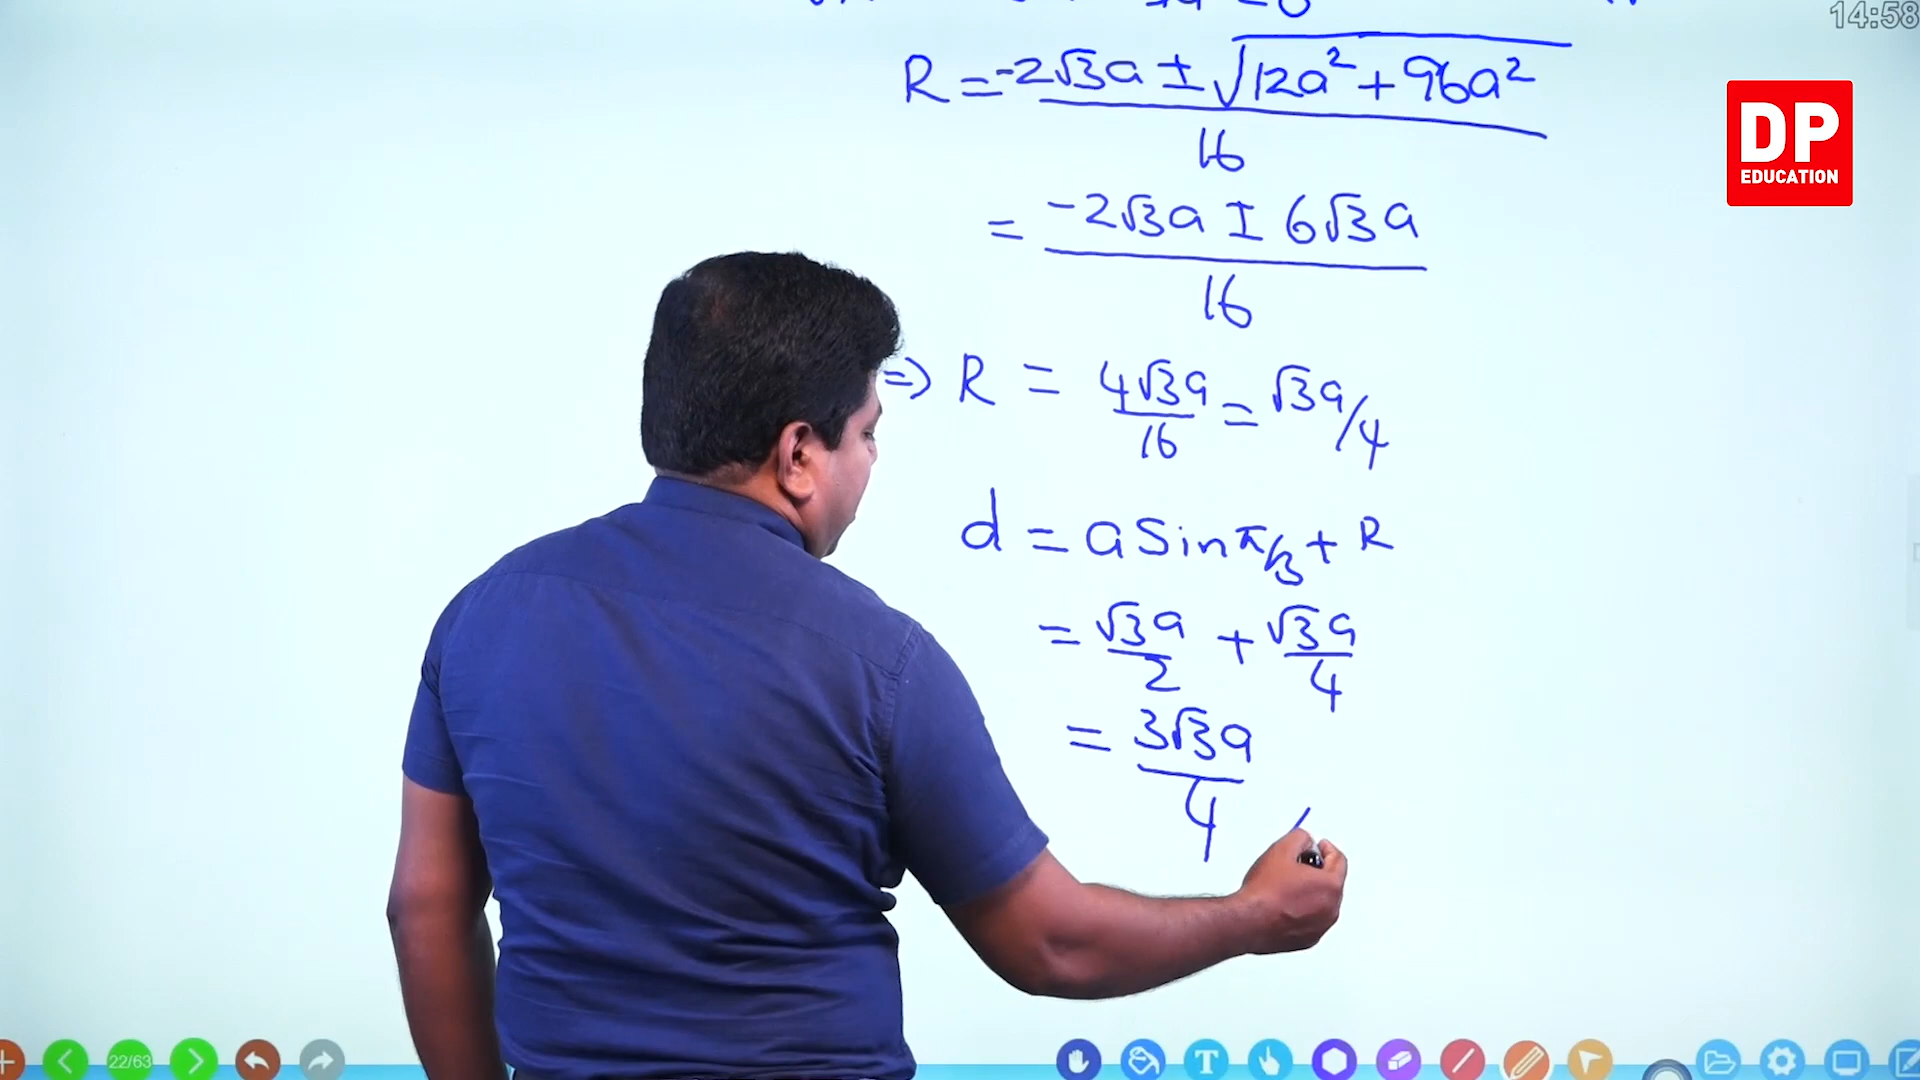 14:58
R = -2√3a ± √12a² + 96a²
16
DP
EDUCATION
= -2√3a ± 6√3a
16
⇒ R = 4√3a/16 = √3a/4
d = a Sin π/3 + R
= √3a/2 + √3a/4
= 3√3a/4
22/63
T